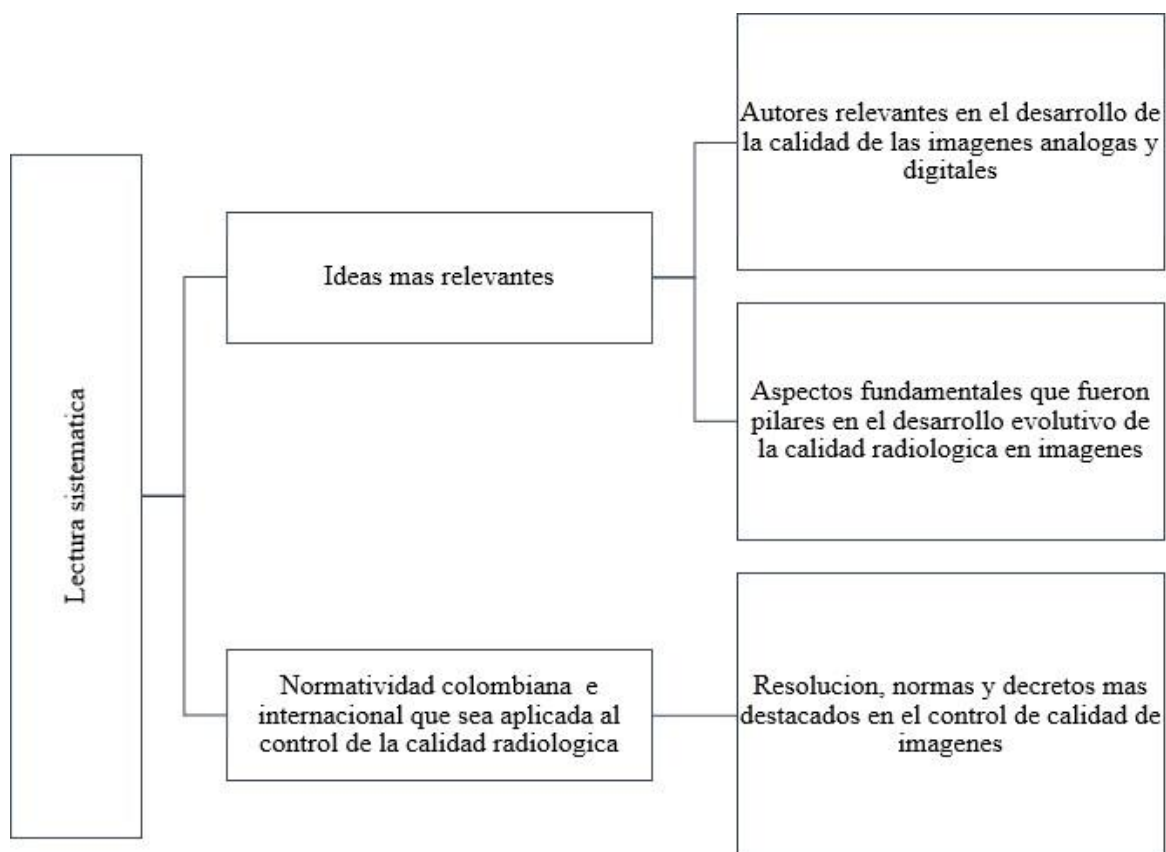 Lectura sistematica
Ideas mas relevantes
Autores relevantes en el desarrollo de
la calidad de las imagenes analogas y
digitales
Aspectos fundamentales que fueron
pilares en el desarrollo evolutivo de
la calidad radiologica en imagenes
Normatividad colombiana e
internacional que sea aplicada al
control de la calidad radiologica
Resolucion, normas y decretos mas
destacados en el control de calidad de
imagenes